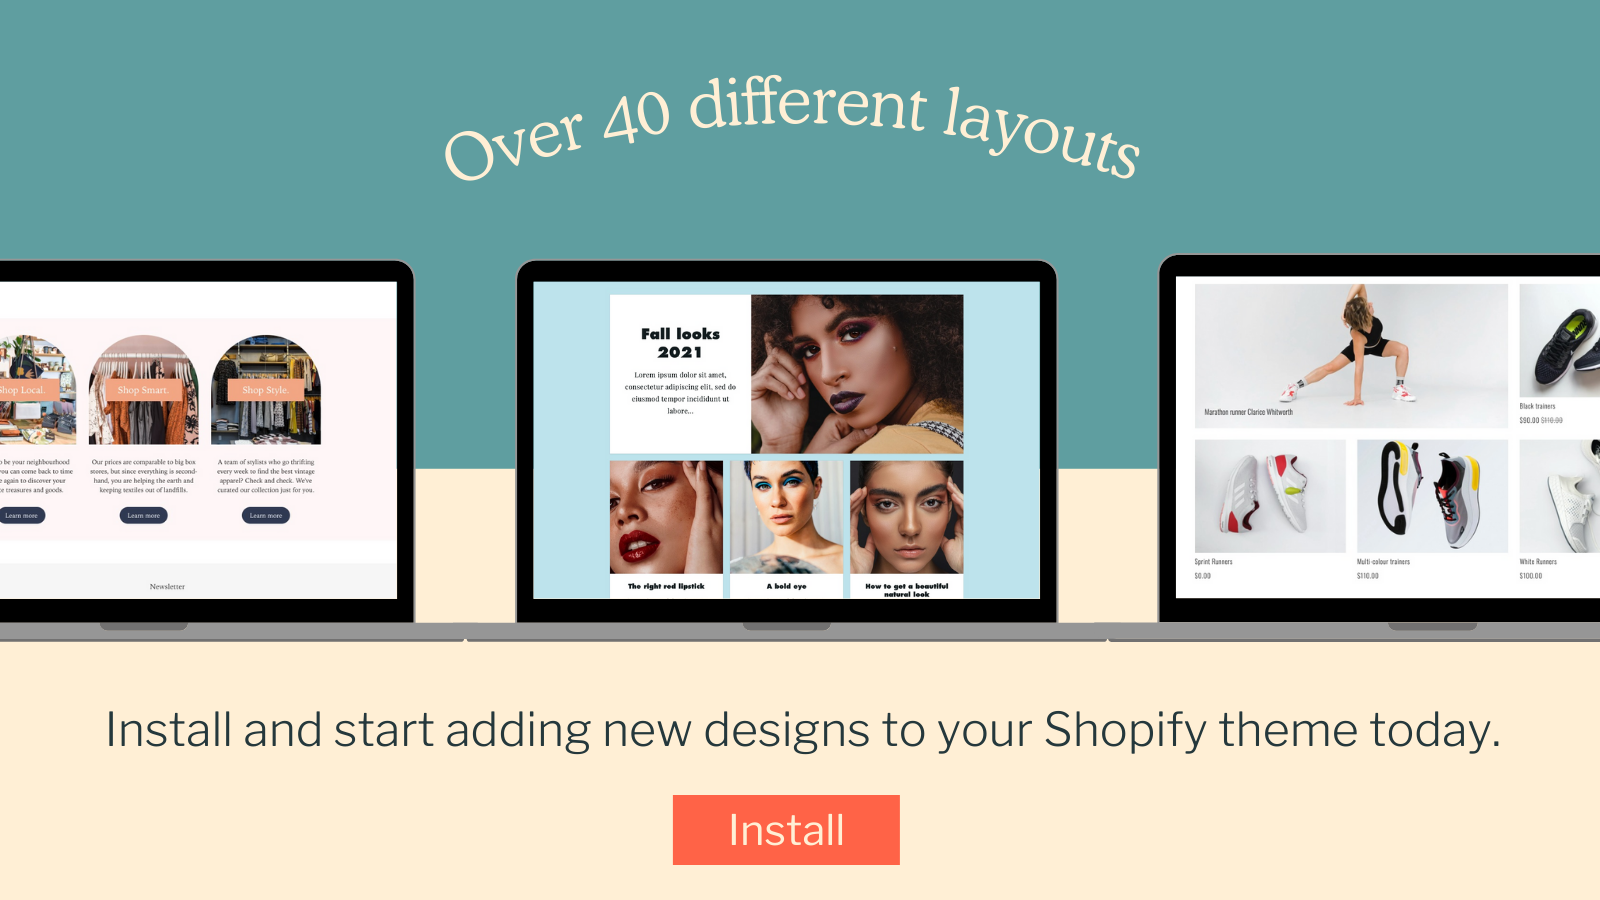 Over 40 different layouts
Shop Local.
Shop Smart.
Shop Style.
be your neighbourhood
you can come back to time
again to discover your
treasures and goods.
Learn more
Our prices are comparable to big box
stores, but since everything is second-
hand, you are helping the earth and
keeping textiles out of landfills.
Learn more
A team of stylists who go thrifting
every week to find the best vintage
apparel? Check and check. We've
curated our collection just for you.
Learn more
Newsletter
Fall looks
2021
Lorem ipsum dolor sit amet,
consectetur adipiscing elit, sed do
eiusmod tempor incididunt ut
labore...
The right red lipstick
A bold eye
How to get a beautiful
natural look
Marathon runner Clarice Whitworth
Black trainers
$90.00 $110.00
Sprint Runners
$0.00
Multi-colour trainers
$110.00
White Runners
$100.00
Install and start adding new designs to your Shopify theme today.
Install